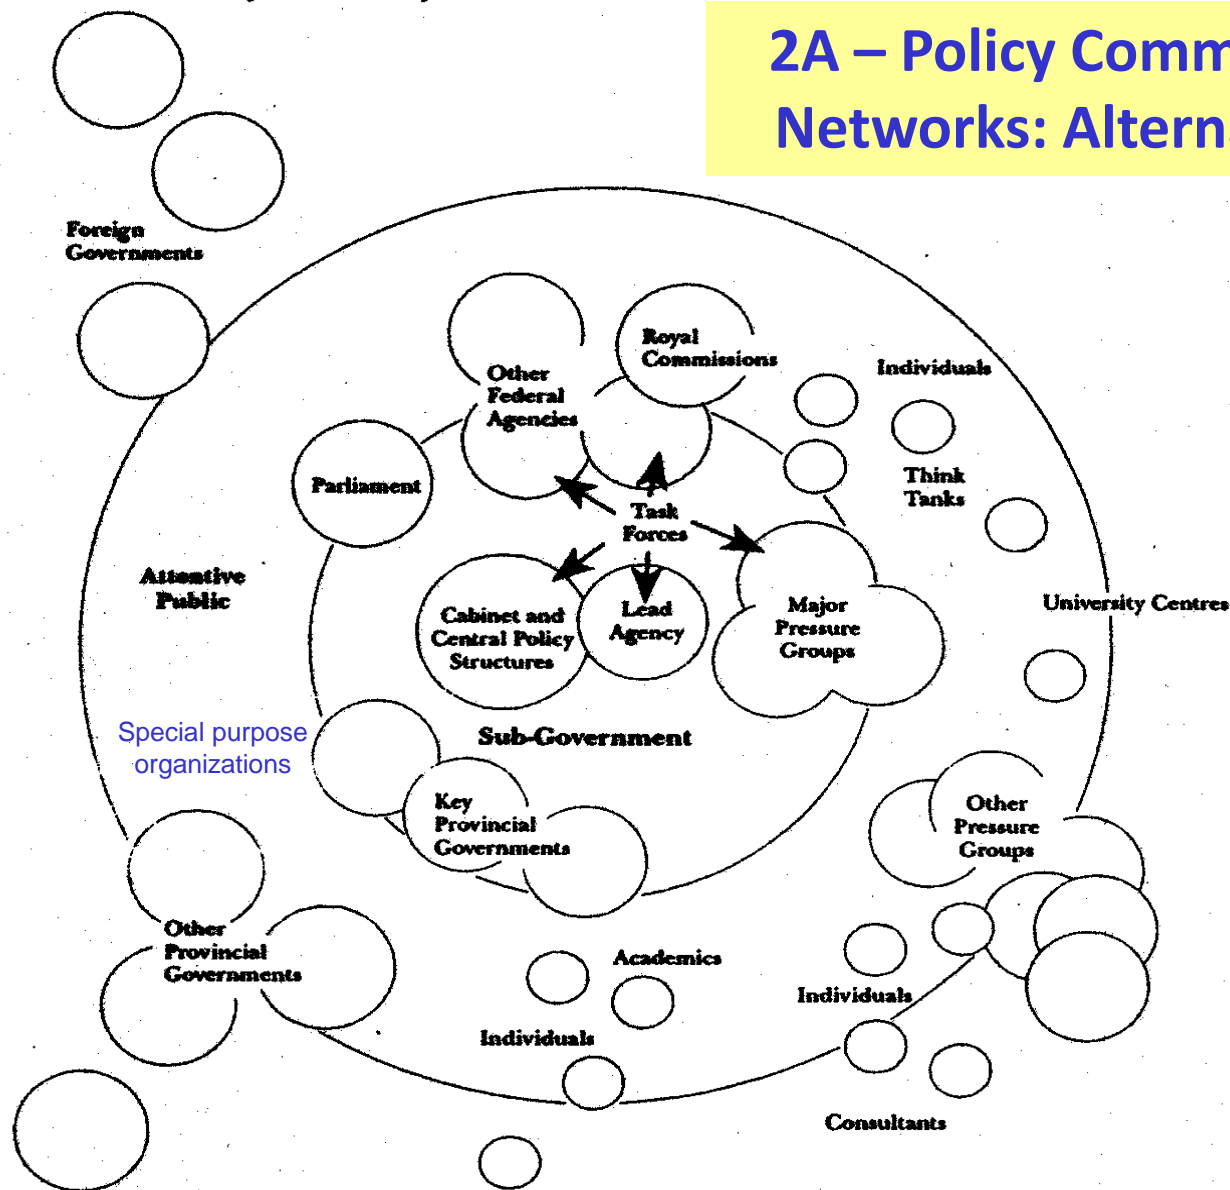 2A – Policy Comm
Networks: Altern
Foreign
Governments
Royal
Commissions
Other
Federal
Agencies
Individuals
Parliament
Think
Tanks
Task
Forces
Attentive
Public
Cabinet and
Central Policy
Structures
Lead
Agency
Major
Pressure
Groups
University Centres
Special purpose
organizations
Sub-Government
Key
Provincial
Governments
Other
Pressure
Groups
Other
Provincial
Governments
Academics
Individuals
Individuals
Consultants